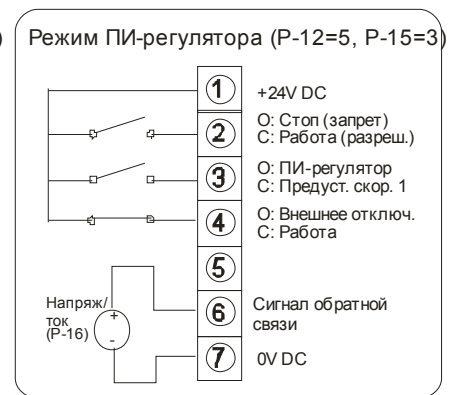 ) Режим ПИ-регулятора (Р-12=5, Р-15=3)
1 +24V DC
2 О: Стоп (запрет)
С: Работа (разреш.)
3 О: ПИ-регулятор
С: Предуст. скор. 1
4 О: Внешнее отключ.
С: Работа
5
Напряж/
ток
(Р-16)
+
-
6 Сигнал обратной
связи
7 0V DC